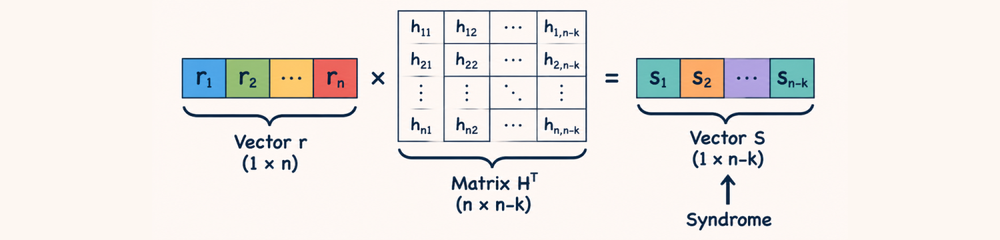 r₁ r₂ ⋯ rₙ × h₁₁ h₁₂ ⋯ h₁,ₙ₋ₖ
h₂₁ h₂₂ ⋯ h₂,ₙ₋ₖ
⋮ ⋮ ⋱ ⋮
hₙ₁ hₙ₂ ⋯ hₙ,ₙ₋ₖ
= s₁ s₂ ⋯ sₙ₋ₖ
Vector r
(1 × n)
Matrix Hᵀ
(n × n-k)
Vector S
(1 × n-k)
Syndrome